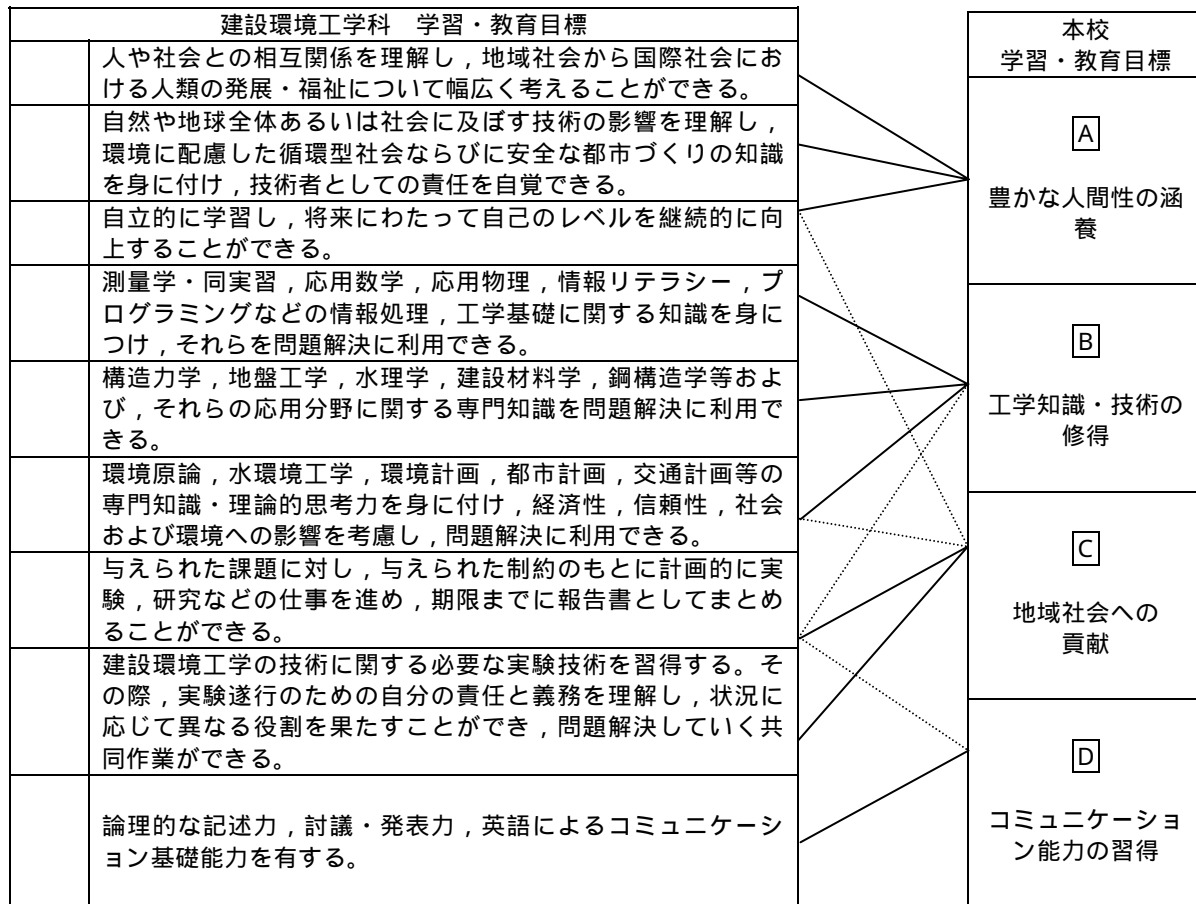 建設環境工学科　学習・教育目標
人や社会との相互関係を理解し，地域社会から国際社会にお
ける人類の発展・福祉について幅広く考えることができる。
自然や地球全体あるいは社会に及ぼす技術の影響を理解し，
環境に配慮した循環型社会ならびに安全な都市づくりの知識
を身に付け，技術者としての責任を自覚できる。
自立的に学習し，将来にわたって自己のレベルを継続的に向
上することができる。
測量学・同実習，応用数学，応用物理，情報リテラシー，プ
ログラミングなどの情報処理，工学基礎に関する知識を身に
つけ，それらを問題解決に利用できる。
構造力学，地盤工学，水理学，建設材料学，鋼構造学等およ
び，それらの応用分野に関する専門知識を問題解決に利用で
きる。
環境原論，水環境工学，環境計画，都市計画，交通計画等の
専門知識・理論的思考力を身に付け，経済性，信頼性，社会
および環境への影響を考慮し，問題解決に利用できる。
与えられた課題に対し，与えられた制約のもとに計画的に実
験，研究などの仕事を進め，期限までに報告書としてまとめ
ることができる。
建設環境工学の技術に関する必要な実験技術を習得する。そ
の際，実験遂行のための自分の責任と義務を理解し，状況に
応じて異なる役割を果たすことができ，問題解決していく共
同作業ができる。
論理的な記述力，討議・発表力，英語によるコミュニケーシ
ョン基礎能力を有する。
本校
学習・教育目標
A
豊かな人間性の涵
養
B
工学知識・技術の
修得
C
地域社会への
貢献
D
コミュニケーショ
ン能力の習得